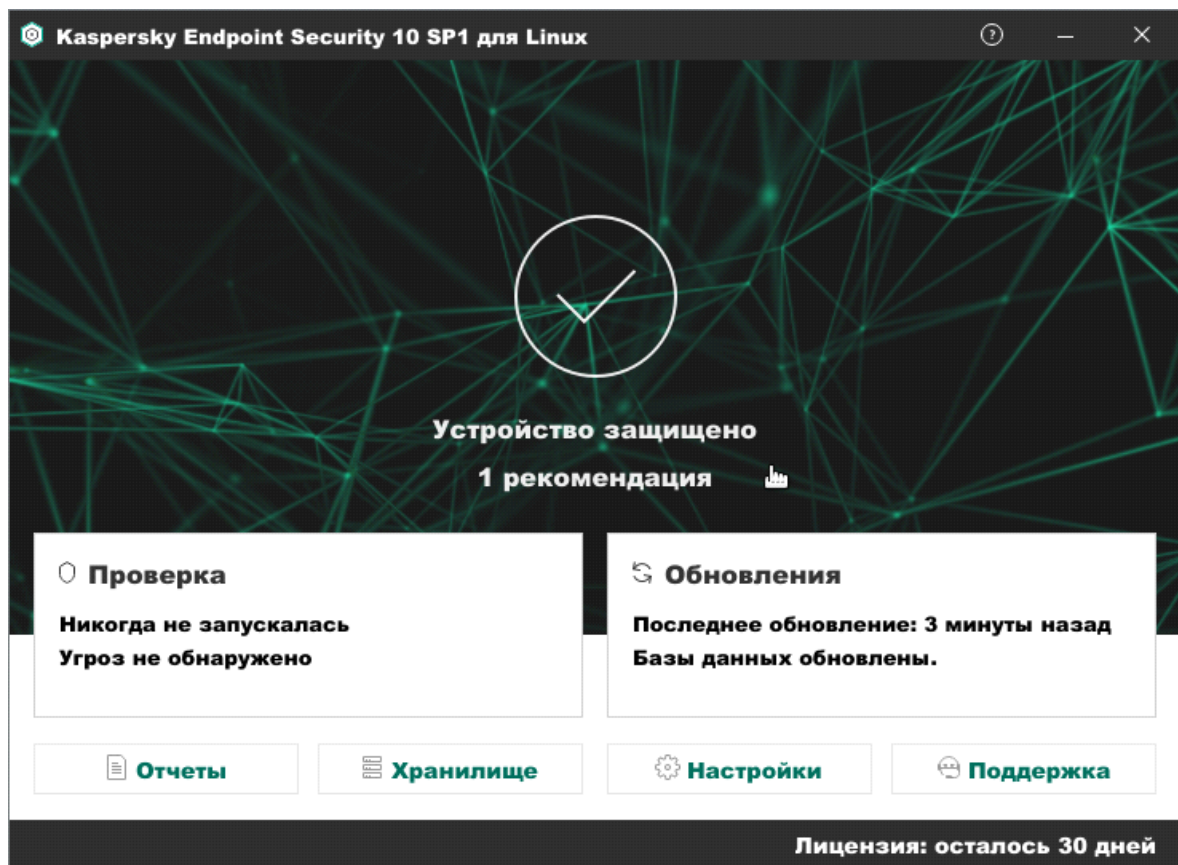 Kaspersky Endpoint Security 10 SP1 для Linux
Устройство защищено
1 рекомендация
Проверка
Никогда не запускалась
Угроз не обнаружено
Обновления
Последнее обновление: 3 минуты назад
Базы данных обновлены.
Отчеты
Хранилище
Настройки
Поддержка
Лицензия: осталось 30 дней